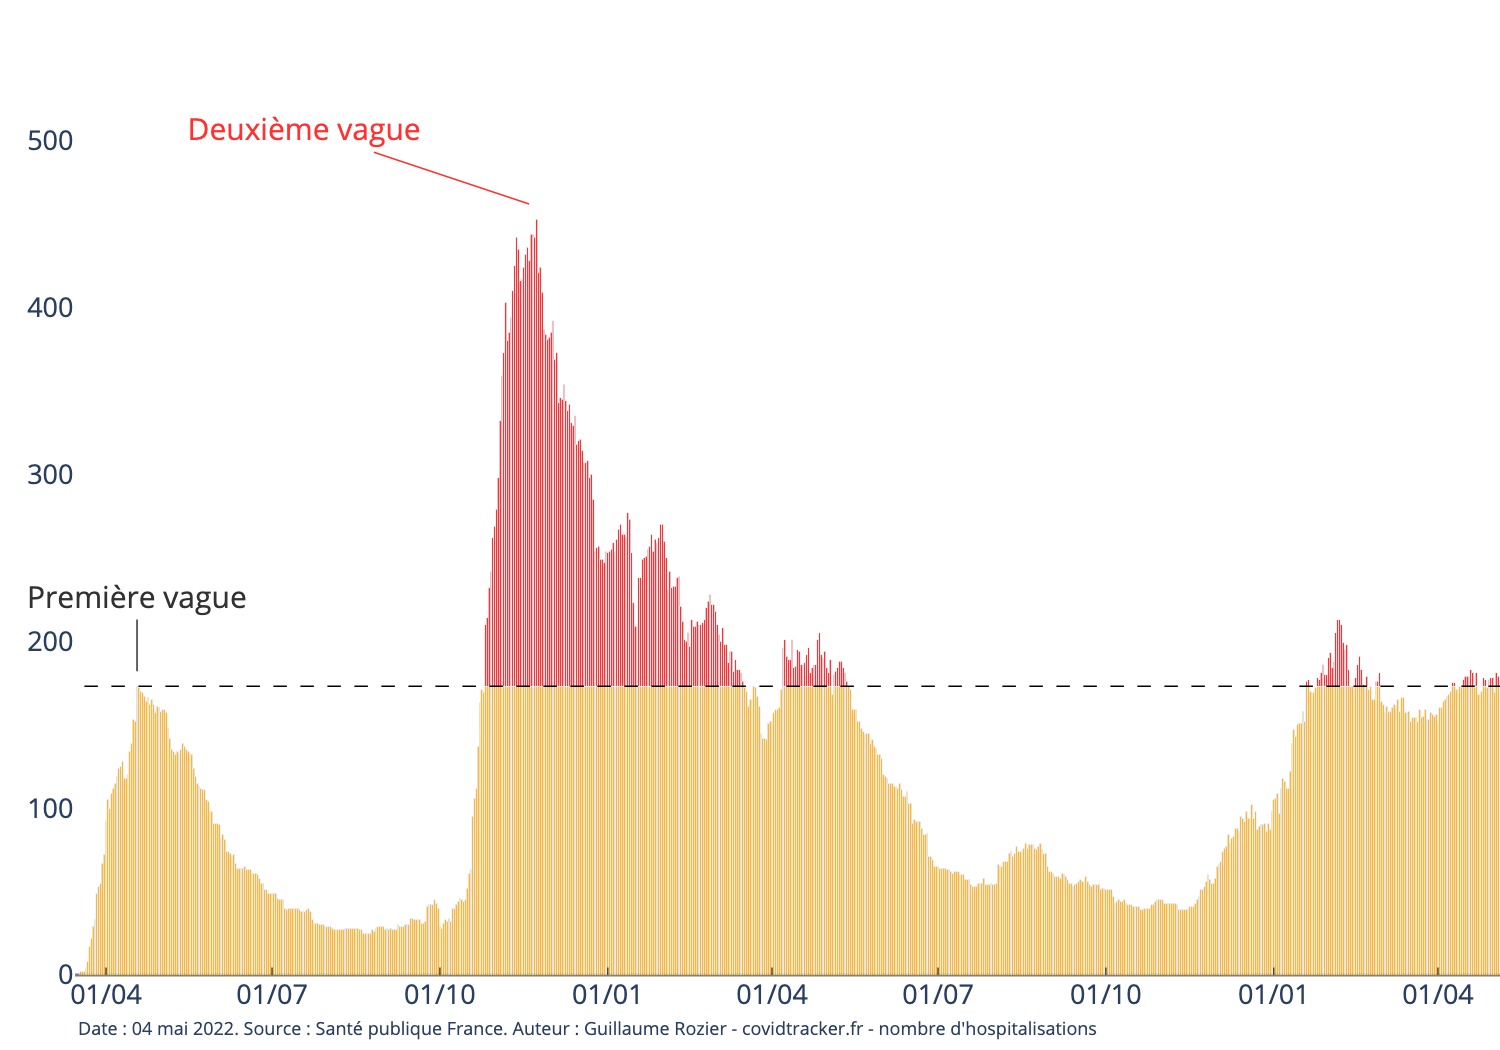 Deuxième vague
500
400
300
Première vague
200
100
0
01/04 01/07 01/10 01/01 01/04 01/07 01/10 01/01 01/04
Date : 04 mai 2022. Source : Santé publique France. Auteur : Guillaume Rozier - covidtracker.fr - nombre d'hospitalisations